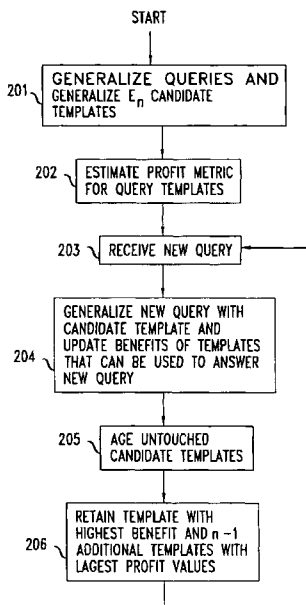 START
201
GENERALIZE QUERIES AND
GENERALIZE En CANDIDATE
TEMPLATES
202
ESTIMATE PROFIT METRIC
FOR QUERY TEMPLATES
203
RECEIVE NEW QUERY
204
GENERALIZE NEW QUERY WITH
CANDIDATE TEMPLATE AND
UPDATE BENEFITS OF TEMPLATES
THAT CAN BE USED TO ANSWER
NEW QUERY
205
AGE UNTOUCHED
CANDIDATE TEMPLATES
206
RETAIN TEMPLATE WITH
HIGHEST BENEFIT AND n-1
ADDITIONAL TEMPLATES WITH
LAGEST PROFIT VALUES